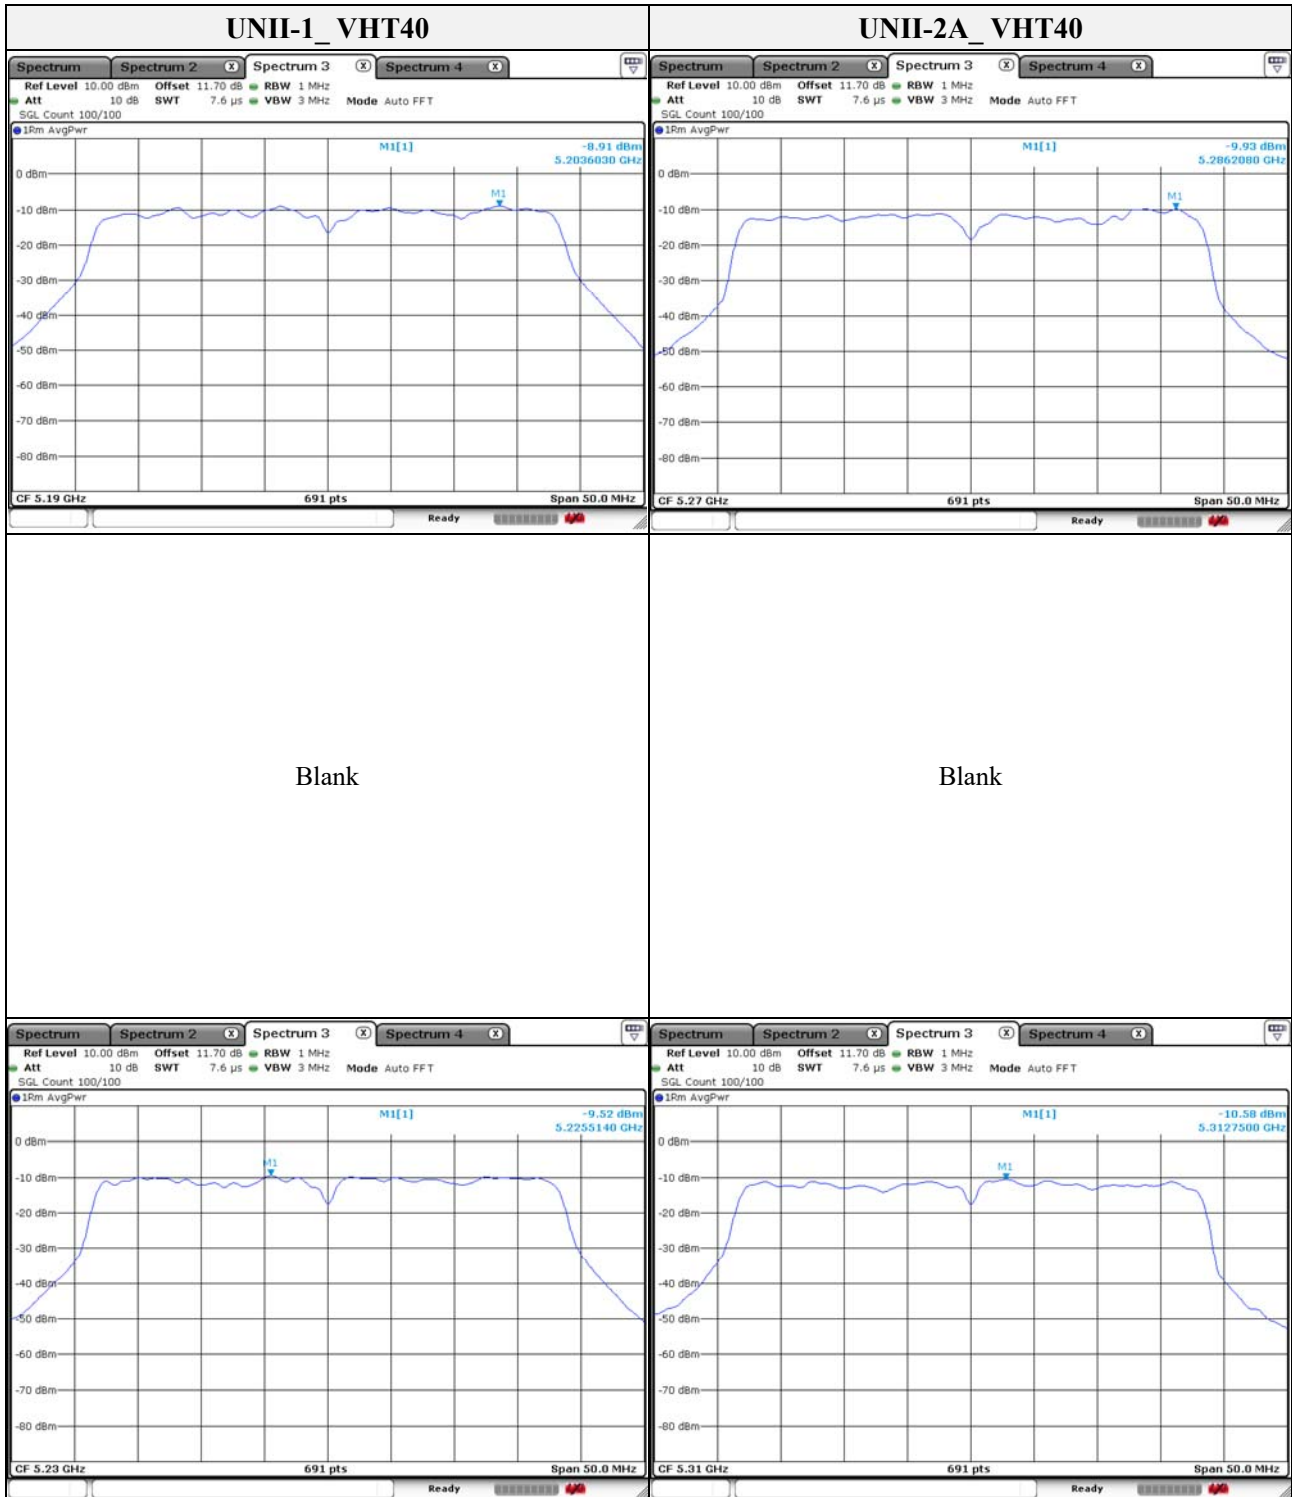 UNII-1_ VHT40
UNII-2A_ VHT40
Spectrum Spectrum 2 X Spectrum 3 X Spectrum 4 X
Ref Level 10.00 dBm Offset 11.70 dB RBW 1 MHz
Att 10 dB SWT 7.6 µs VBW 3 MHz Mode Auto FFT
SGL Count 100/100
1Rm AvgPwr
M1[1] -8.91 dBm
5.2036030 GHz
M1
0 dBm
-10 dBm
-20 dBm
-30 dBm
-40 dBm
-50 dBm
-60 dBm
-70 dBm
-80 dBm
CF 5.19 GHz 691 pts Span 50.0 MHz
Ready
Spectrum Spectrum 2 X Spectrum 3 X Spectrum 4 X
Ref Level 10.00 dBm Offset 11.70 dB RBW 1 MHz
Att 10 dB SWT 7.6 µs VBW 3 MHz Mode Auto FFT
SGL Count 100/100
1Rm AvgPwr
M1[1] -9.93 dBm
5.2862080 GHz
0 dBm
M1
-10 dBm
-20 dBm
-30 dBm
-40 dBm
-50 dBm
-60 dBm
-70 dBm
-80 dBm
CF 5.27 GHz 691 pts Span 50.0 MHz
Ready
Blank
Blank
Spectrum Spectrum 2 X Spectrum 3 X Spectrum 4 X
Ref Level 10.00 dBm Offset 11.70 dB RBW 1 MHz
Att 10 dB SWT 7.6 µs VBW 3 MHz Mode Auto FFT
SGL Count 100/100
1Rm AvgPwr
M1[1] -9.52 dBm
5.2255140 GHz
0 dBm
M1
-10 dBm
-20 dBm
-30 dBm
-40 dBm
-50 dBm
-60 dBm
-70 dBm
-80 dBm
CF 5.23 GHz 691 pts Span 50.0 MHz
Ready
Spectrum Spectrum 2 X Spectrum 3 X Spectrum 4 X
Ref Level 10.00 dBm Offset 11.70 dB RBW 1 MHz
Att 10 dB SWT 7.6 µs VBW 3 MHz Mode Auto FFT
SGL Count 100/100
1Rm AvgPwr
M1[1] -10.58 dBm
5.3127500 GHz
0 dBm
M1
-10 dBm
-20 dBm
-30 dBm
-40 dBm
-50 dBm
-60 dBm
-70 dBm
-80 dBm
CF 5.31 GHz 691 pts Span 50.0 MHz
Ready